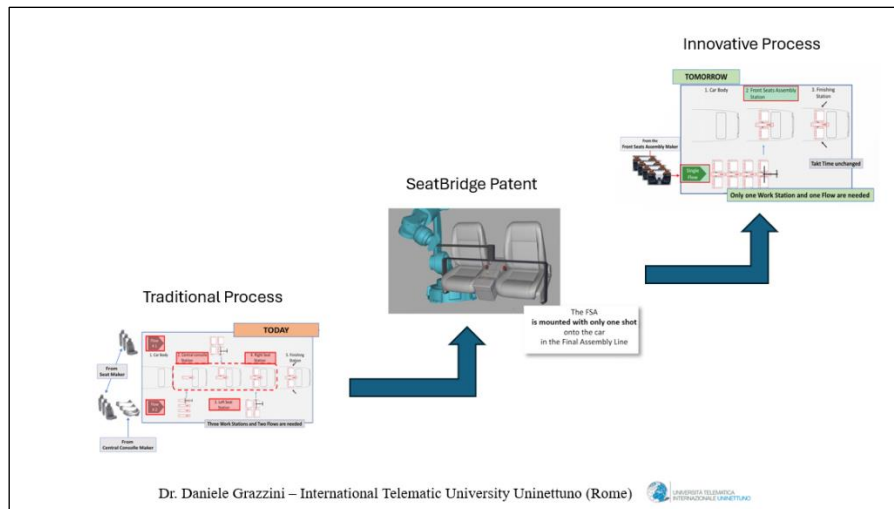 Innovative Process
TOMORROW
1. Car Body
2. Front Seats Assembly
Station
3. Finishing
Station
From the
Front Seats Assembly Maker
Single
Flow
Takt Time unchanged
Only one Work Station and one Flow are needed
SeatBridge Patent
The FSA
is mounted with only one shot
onto the car
in the Final Assembly Line
Traditional Process
TODAY
1. Car Body
Central Console
Station
Right Seat
Station
Finishing
Station
From
Seat Maker
Left Seat
Station
Three Work Stations and Two Flows are needed
From
Central Console Maker
Dr. Daniele Grazzini – International Telematic University Uninettuno (Rome)
UNIVERSITÀ TELEMATICA
INTERNAZIONALE UNINETTUNO